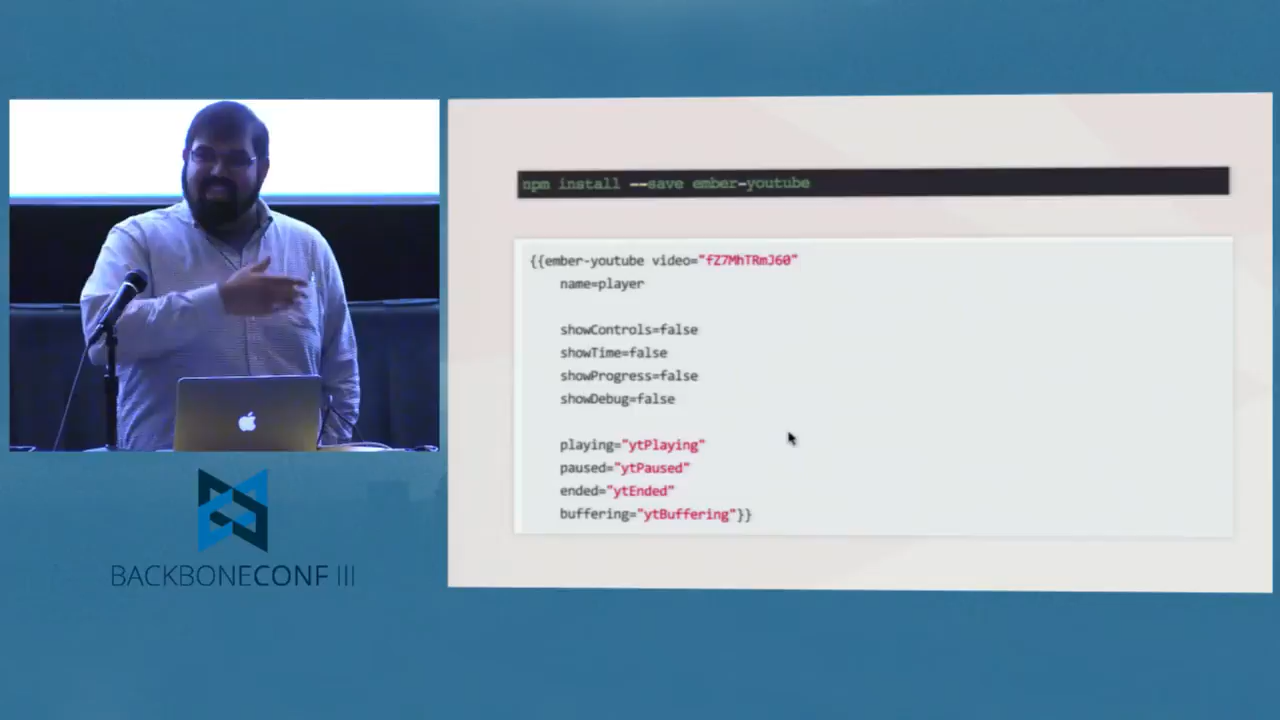 npm install --save ember-youtube
{{ember-youtube video="fZ7MhTRmJ60"
name=player
showControls=false
showTime=false
showProgress=false
showDebug=false
playing="ytPlaying"
paused="ytPaused"
ended="ytEnded"
buffering="ytBuffering"}}
BACKBONECONF III